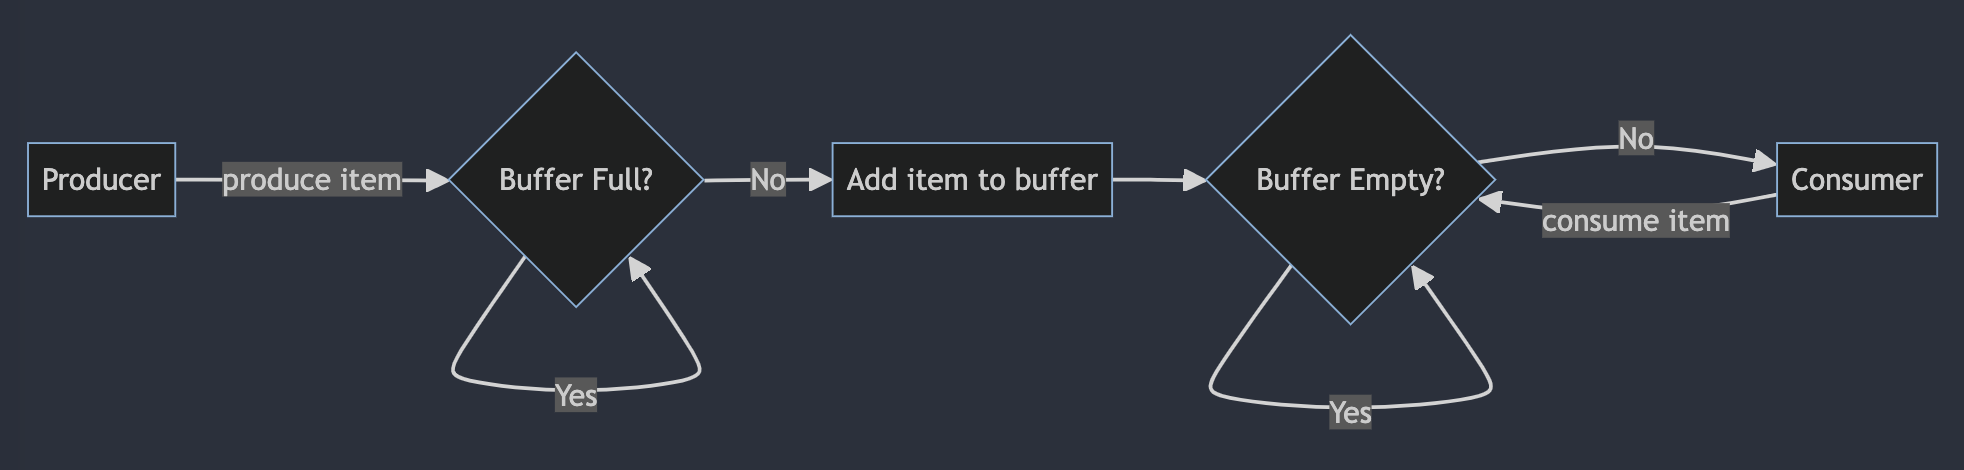 Producer
produce item
Buffer Full?
Yes
No
Add item to buffer
Buffer Empty?
Yes
No
consume item
Consumer